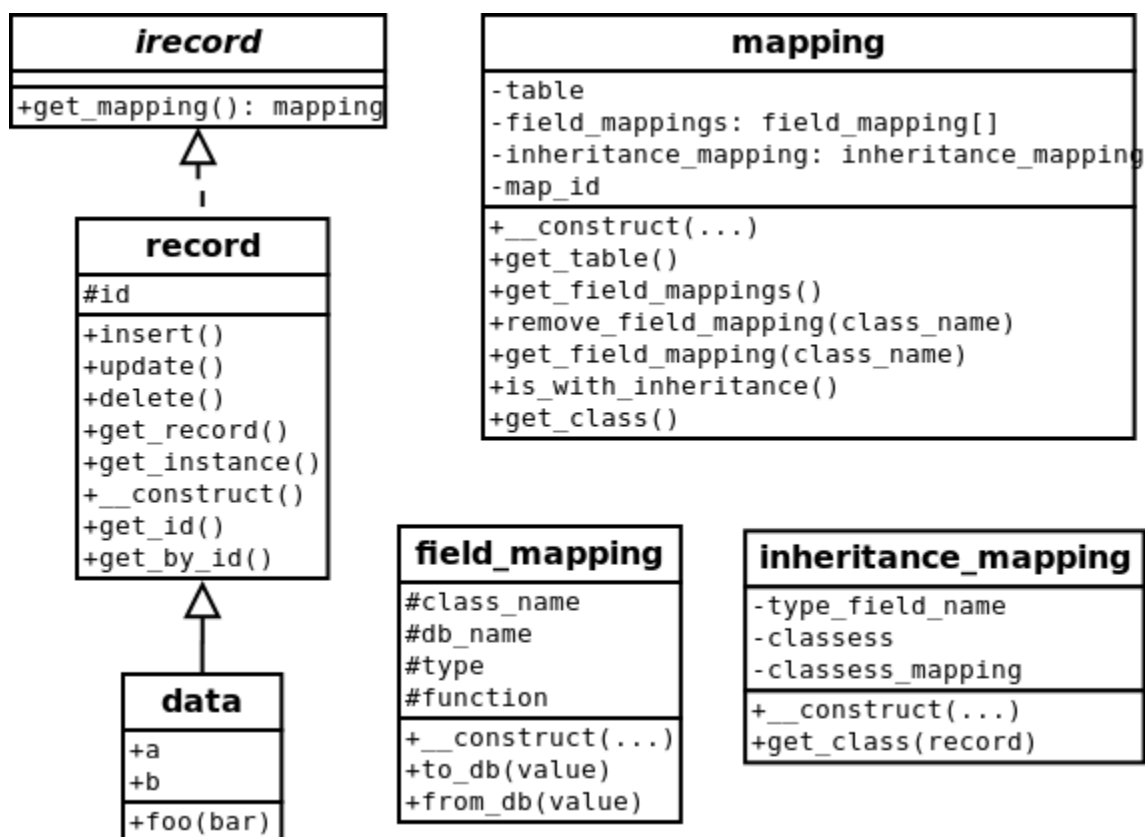 irecord
+get_mapping(): mapping
record
#id
+insert()
+update()
+delete()
+get_record()
+get_instance()
+__construct()
+get_id()
+get_by_id()
data
+a
+b
+foo(bar)
mapping
-table
-field_mappings: field_mapping[]
-inheritance_mapping: inheritance_mapping
-map_id
+__construct(...)
+get_table()
+get_field_mappings()
+remove_field_mapping(class_name)
+get_field_mapping(class_name)
+is_with_inheritance()
+get_class()
field_mapping
#class_name
#db_name
#type
#function
+__construct(...)
+to_db(value)
+from_db(value)
inheritance_mapping
-type_field_name
-classess
-classess_mapping
+__construct(...)
+get_class(record)